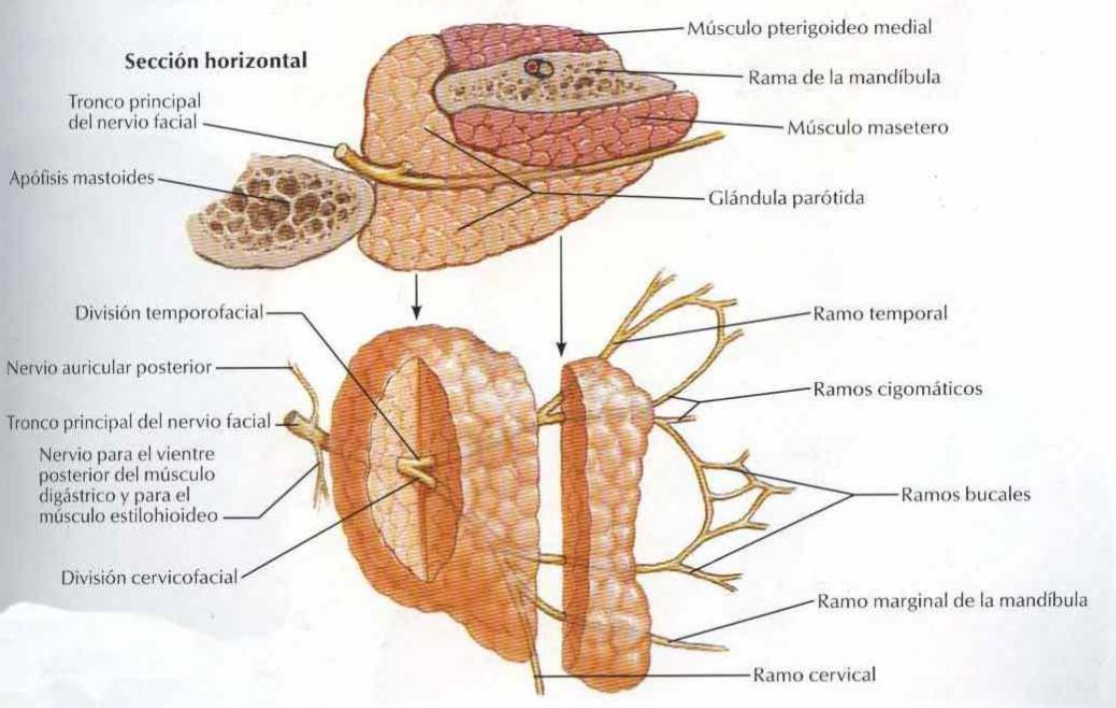 Sección horizontal
Tronco principal
del nervio facial
Apófisis mastoides
Músculo pterigoideo medial
Rama de la mandíbula
Músculo masetero
Glándula parótida
División temporofacial
Nervio auricular posterior
Tronco principal del nervio facial
Nervio para el vientre
posterior del músculo
digástrico y para el
músculo estilohioideo
División cervicofacial
Ramo temporal
Ramos cigomáticos
Ramos bucales
Ramo marginal de la mandíbula
Ramo cervical